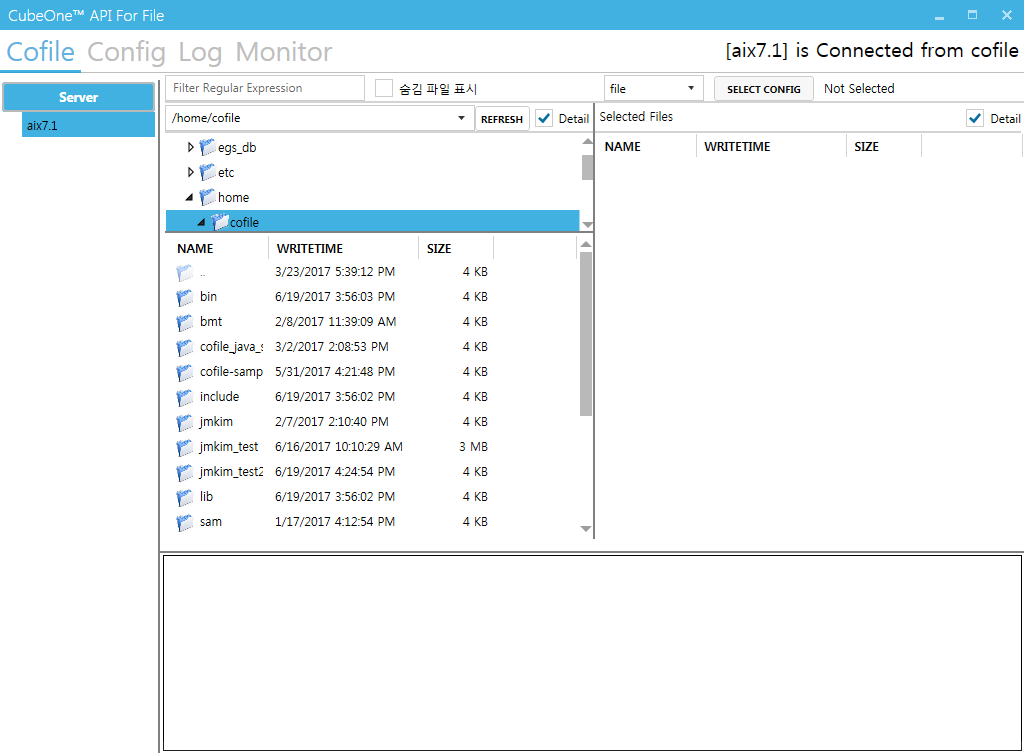 CubeOne™ API For File
Cofile Config Log Monitor
[aix7.1] is Connected from cofile
Server
aix7.1
Filter Regular Expression
숨김 파일 표시
file
SELECT CONFIG
Not Selected
/home/cofile
REFRESH
Detail
Selected Files
Detail
egs_db
etc
home
cofile
NAME WRITETIME SIZE
NAME WRITETIME SIZE
.. 3/23/2017 5:39:12 PM 4 KB
bin 6/19/2017 3:56:03 PM 4 KB
bmt 2/8/2017 11:39:09 AM 4 KB
cofile_java_s 3/2/2017 2:08:53 PM 4 KB
cofile-samp 5/31/2017 4:21:48 PM 4 KB
include 6/19/2017 3:56:02 PM 4 KB
jmkim 2/7/2017 2:10:40 PM 4 KB
jmkim_test 6/16/2017 10:10:29 AM 3 MB
jmkim_test2 6/19/2017 4:24:54 PM 4 KB
lib 6/19/2017 3:56:02 PM 4 KB
sam 1/17/2017 4:12:54 PM 4 KB